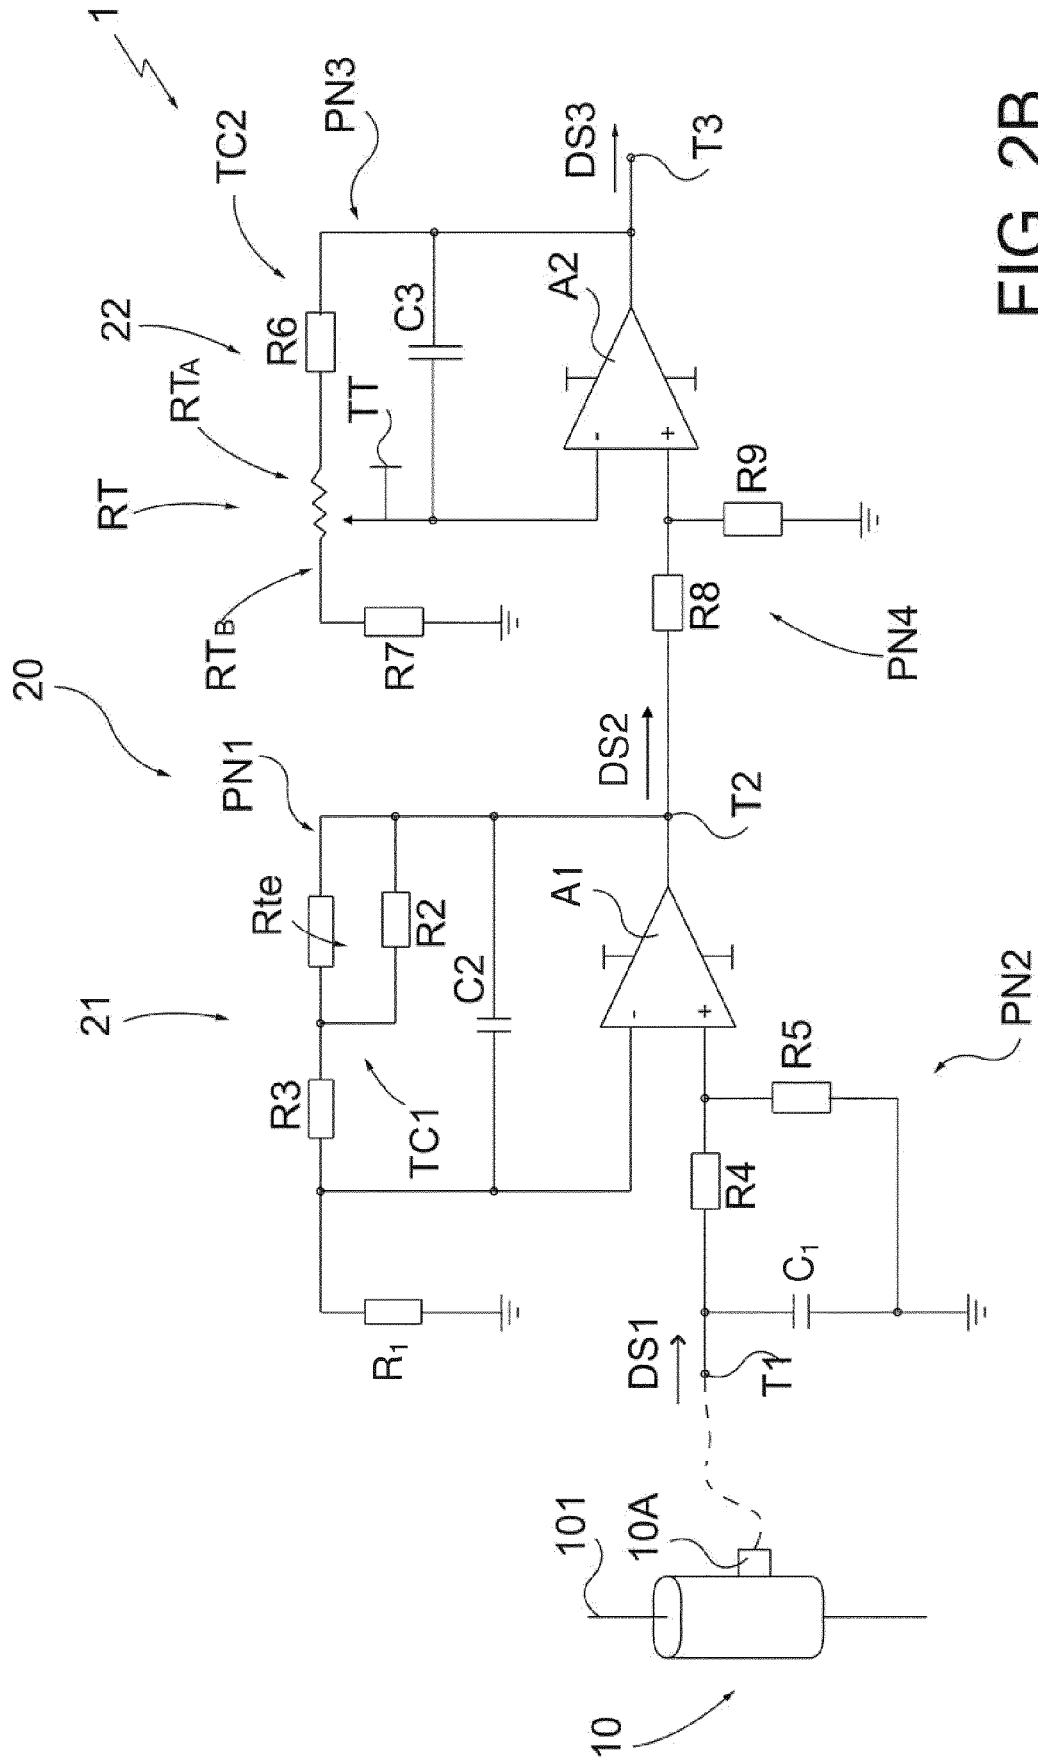 1
20
22
TC2
PN3
RT
RTA
RTB
R6
R7
C3
TT
A2
DS3
T3
R8
R9
PN4
21
PN1
Rte
R2
R3
TC1
C2
R1
A1
DS2
T2
R4
R5
PN2
DS1
T1
C1
10
101
10A
FIG 2B